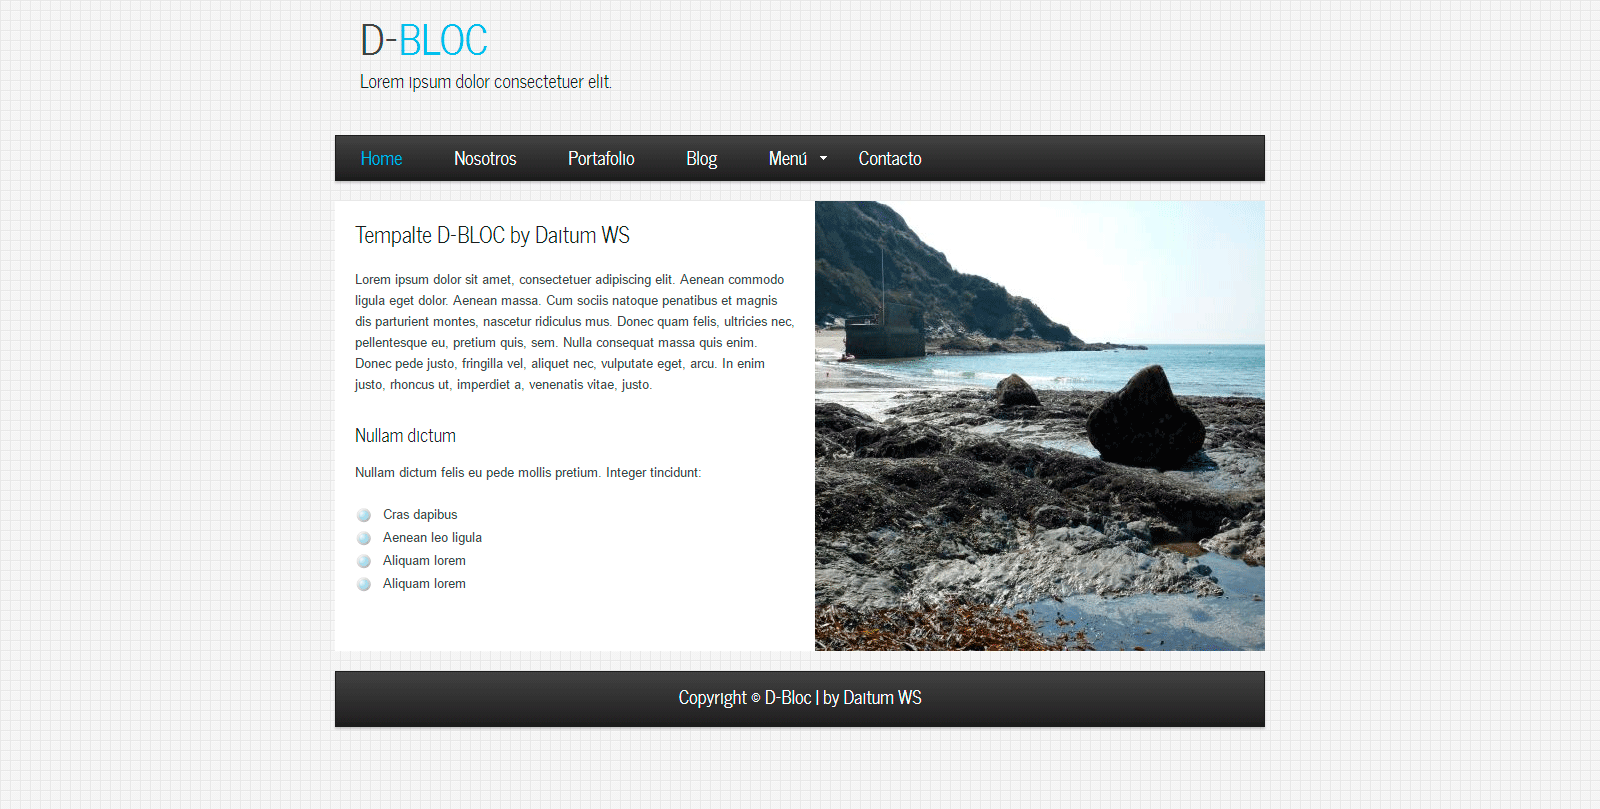 D-BLOC
Lorem ipsum dolor consectetuer elit.
Home Nosotros Portafolio Blog Menú Contacto
Tempalte D-BLOC by Daitum WS
Lorem ipsum dolor sit amet, consectetuer adipiscing elit. Aenean commodo
ligula eget dolor. Aenean massa. Cum sociis natoque penatibus et magnis
dis parturient montes, nascetur ridiculus mus. Donec quam felis, ultricies nec,
pellentesque eu, pretium quis, sem. Nulla consequat massa quis enim.
Donec pede justo, fringilla vel, aliquet nec, vulputate eget, arcu. In enim
justo, rhoncus ut, imperdiet a, venenatis vitae, justo.
Nullam dictum
Nullam dictum felis eu pede mollis pretium. Integer tincidunt:
Cras dapibus
Aenean leo ligula
Aliquam lorem
Aliquam lorem
Copyright © D-Bloc | by Daitum WS